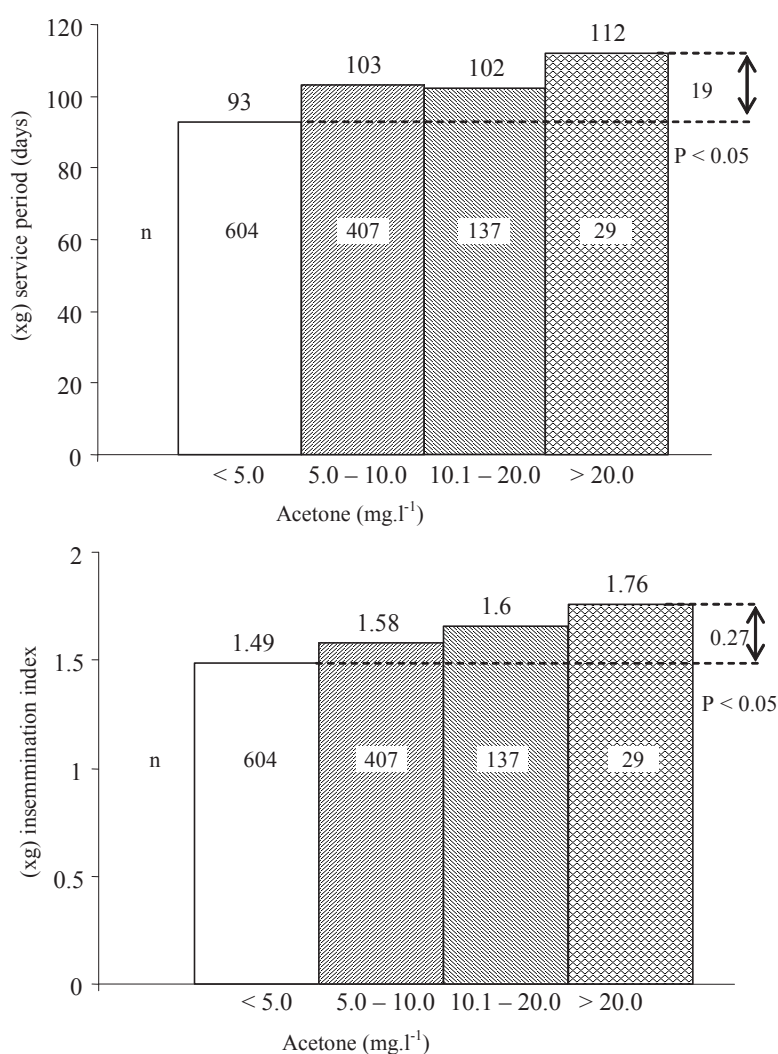 120
100
80
60
40
20
0
(xg) service period (days)
93
103
102
112
19
P < 0.05
n
604
407
137
29
< 5.0
5.0 – 10.0
10.1 – 20.0
> 20.0
Acetone (mg.l⁻¹)
2
1.5
1
0.5
0
(xg) insemmination index
1.49
1.58
1.6
1.76
0.27
P < 0.05
n
604
407
137
29
< 5.0
5.0 – 10.0
10.1 – 20.0
> 20.0
Acetone (mg.l⁻¹)